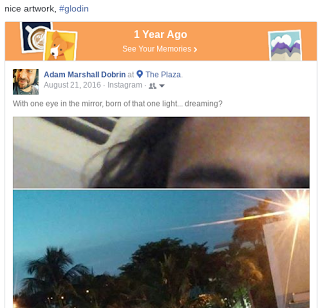 nice artwork, #glodin
1 Year Ago
See Your Memories ›
Adam Marshall Dobrin at The Plaza
August 21, 2016 · Instagram ·
With one eye in the mirror, born of that one light... dreaming?